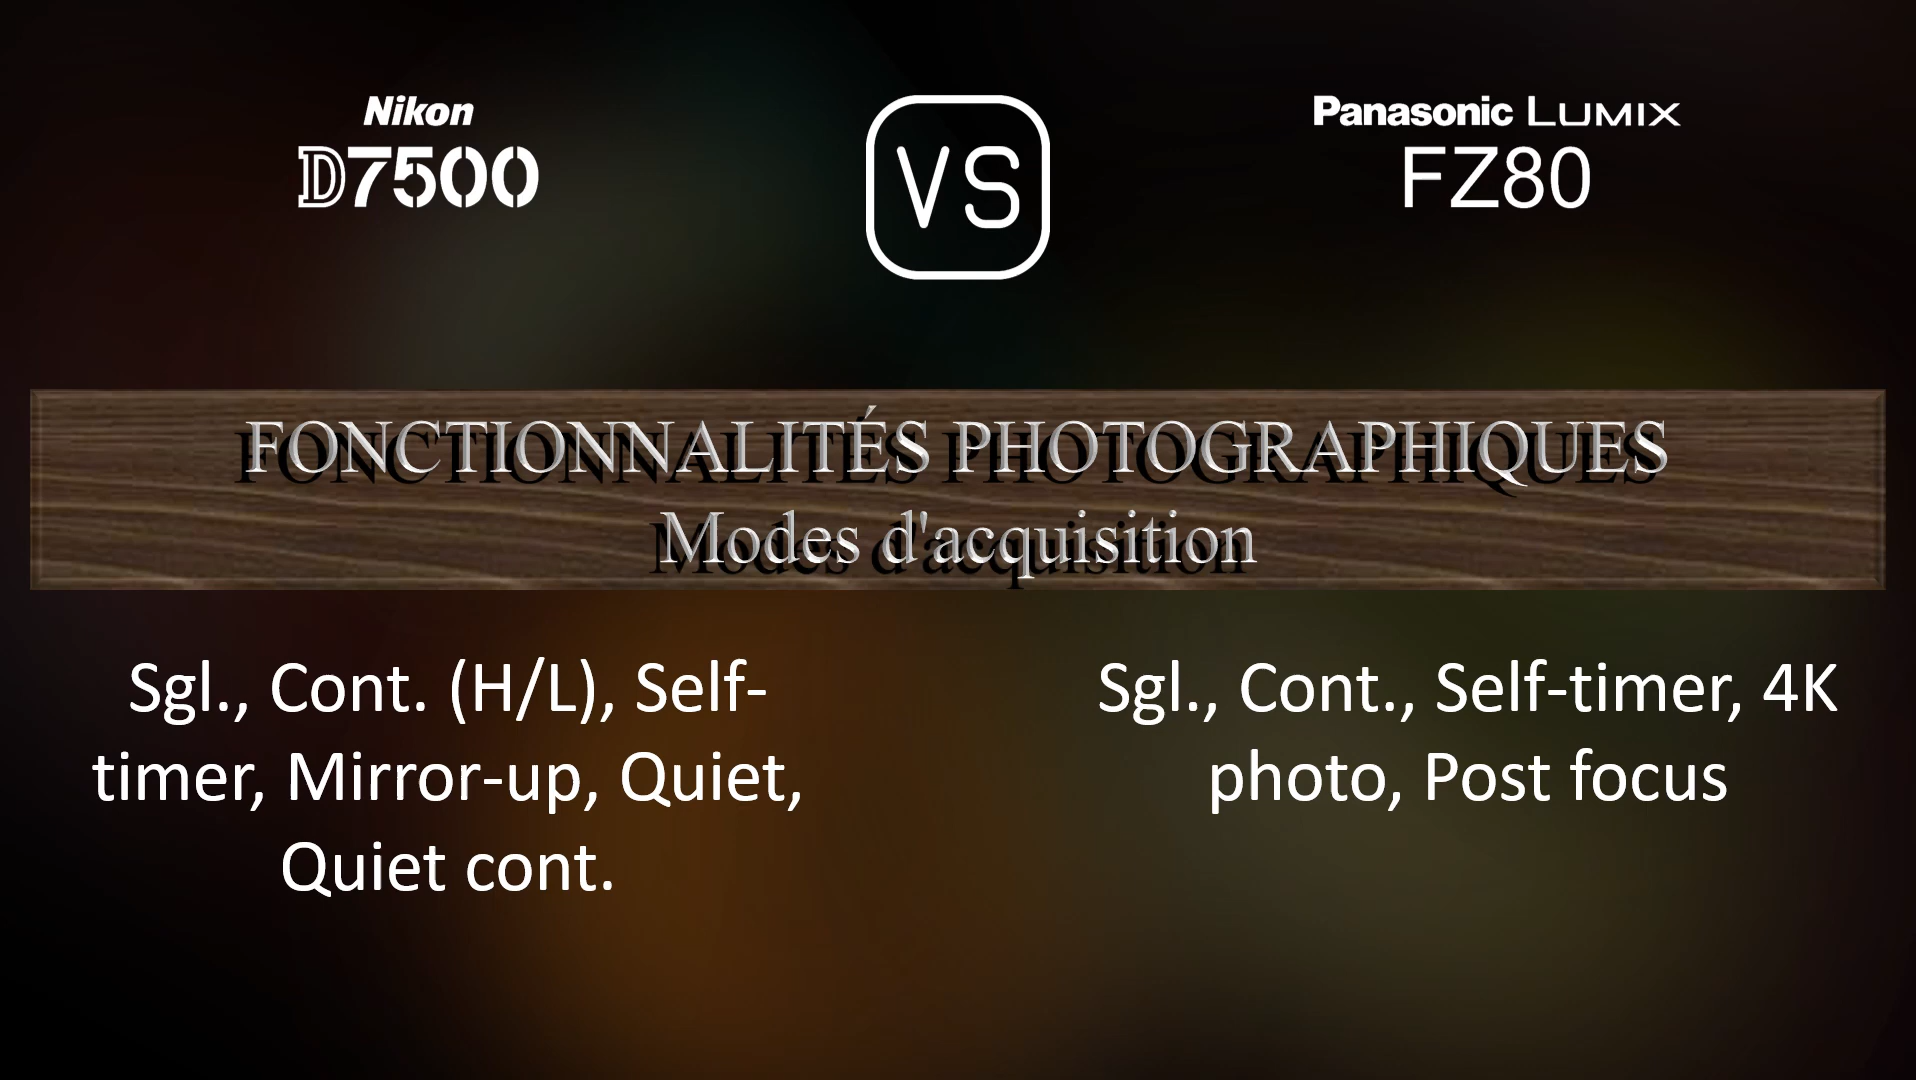 Nikon
D7500
VS
Panasonic LUMIX
FZ80
FONCTIONNALITÉS PHOTOGRAPHIQUES
Modes d'acquisition
Sgl., Cont. (H/L), Self-
timer, Mirror-up, Quiet,
Quiet cont.
Sgl., Cont., Self-timer, 4K
photo, Post focus